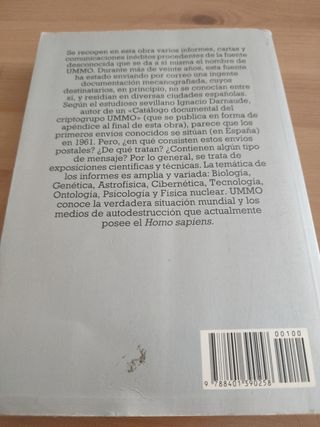 Se recogen en esta obra varios informes, cartas y
comunicaciones inéditos procedentes de la fuente
desconocida que se da a sí misma el nombre de
UMMO. Durante más de veinte años, esta fuente
ha estado enviando por correo una ingente
documentación mecanografiada, cuyos
destinatarios, en principio, no se conocían entre
sí, y residían en diversas ciudades españolas.
Según el estudioso sevillano Ignacio Darnaude,
autor de un «Catálogo documental del
criptogrupo UMMO» (que se publica en forma de
apéndice al final de esta obra), parece que los
primeros envíos conocidos se sitúan (en España)
en 1961. Pero, ¿en qué consisten estos envíos
postales? ¿De qué tratan? ¿Contienen algún tipo
de mensaje? Por lo general, se trata de
exposiciones científicas y técnicas. La temática de
los informes es amplia y variada: Biología,
Genética, Astrofísica, Cibernética, Tecnología,
Ontología, Psicología y Física nuclear. UMMO
conoce la verdadera situación mundial y los
medios de autodestrucción que actualmente
posee el Homo sapiens.
00100
9 788401 390258